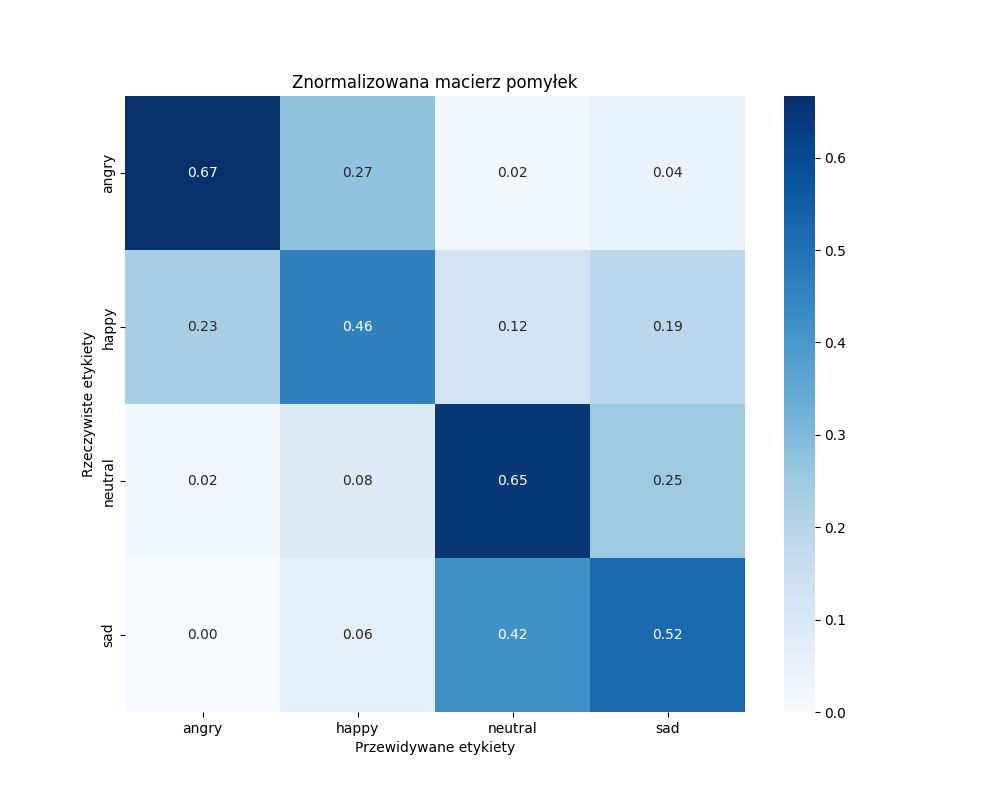 Znormalizowana macierz pomyłek
Rzeczywiste etykiety
angry 0.67 0.27 0.02 0.04
happy 0.23 0.46 0.12 0.19
neutral 0.02 0.08 0.65 0.25
sad 0.00 0.06 0.42 0.52
angry happy neutral sad
Przewidywane etykiety
0.6
0.5
0.4
0.3
0.2
0.1
0.0